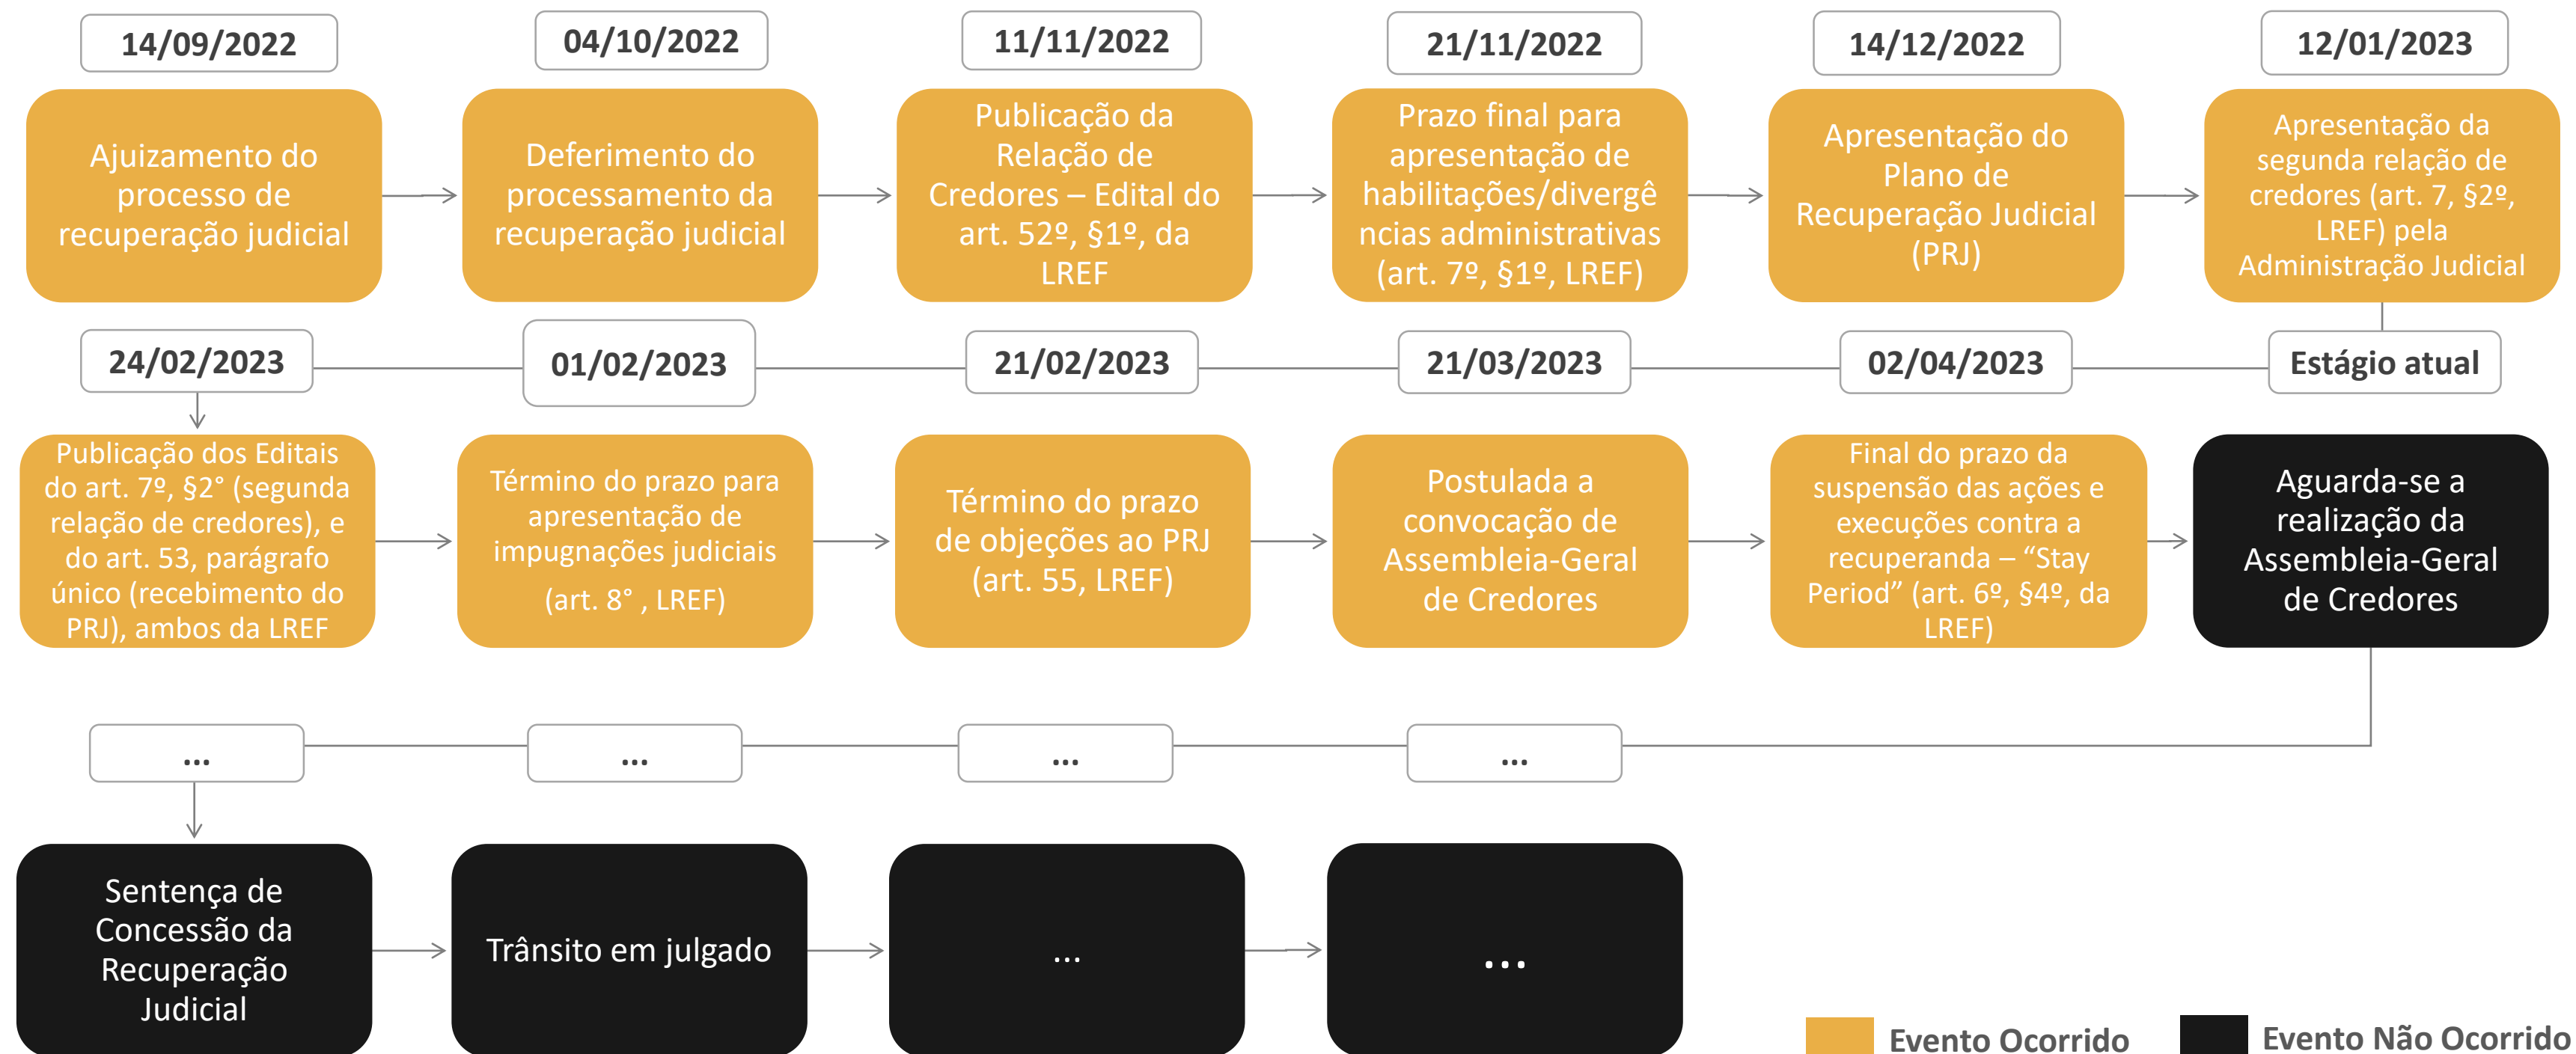 14/09/2022
Ajuizamento do
processo de
recuperação judicial
04/10/2022
Deferimento do
processamento da
recuperação judicial
11/11/2022
Publicação da
Relação de
Credores – Edital do
art. 52º, §1º, da
LREF
21/11/2022
Prazo final para
apresentação de
habilitações/divergê
ncias administrativas
(art. 7º, §1º, LREF)
14/12/2022
Apresentação do
Plano de
Recuperação Judicial
(PRJ)
12/01/2023
Apresentação da
segunda relação de
credores (art. 7, §2º,
LREF) pela
Administração Judicial
24/02/2023
Publicação dos Editais
do art. 7º, §2° (segunda
relação de credores), e
do art. 53, parágrafo
único (recebimento do
PRJ), ambos da LREF
01/02/2023
Término do prazo para
apresentação de
impugnações judiciais
(art. 8° , LREF)
21/02/2023
Término do prazo
de objeções ao PRJ
(art. 55, LREF)
21/03/2023
Postulada a
convocação de
Assembleia-Geral
de Credores
02/04/2023
Final do prazo da
suspensão das ações e
execuções contra a
recuperanda – “Stay
Period” (art. 6º, §4º, da
LREF)
Estágio atual
Aguarda-se a
realização da
Assembleia-Geral
de Credores
...
Sentença de
Concessão da
Recuperação
Judicial
...
Trânsito em julgado
...
...
...
...
Evento Ocorrido
Evento Não Ocorrido